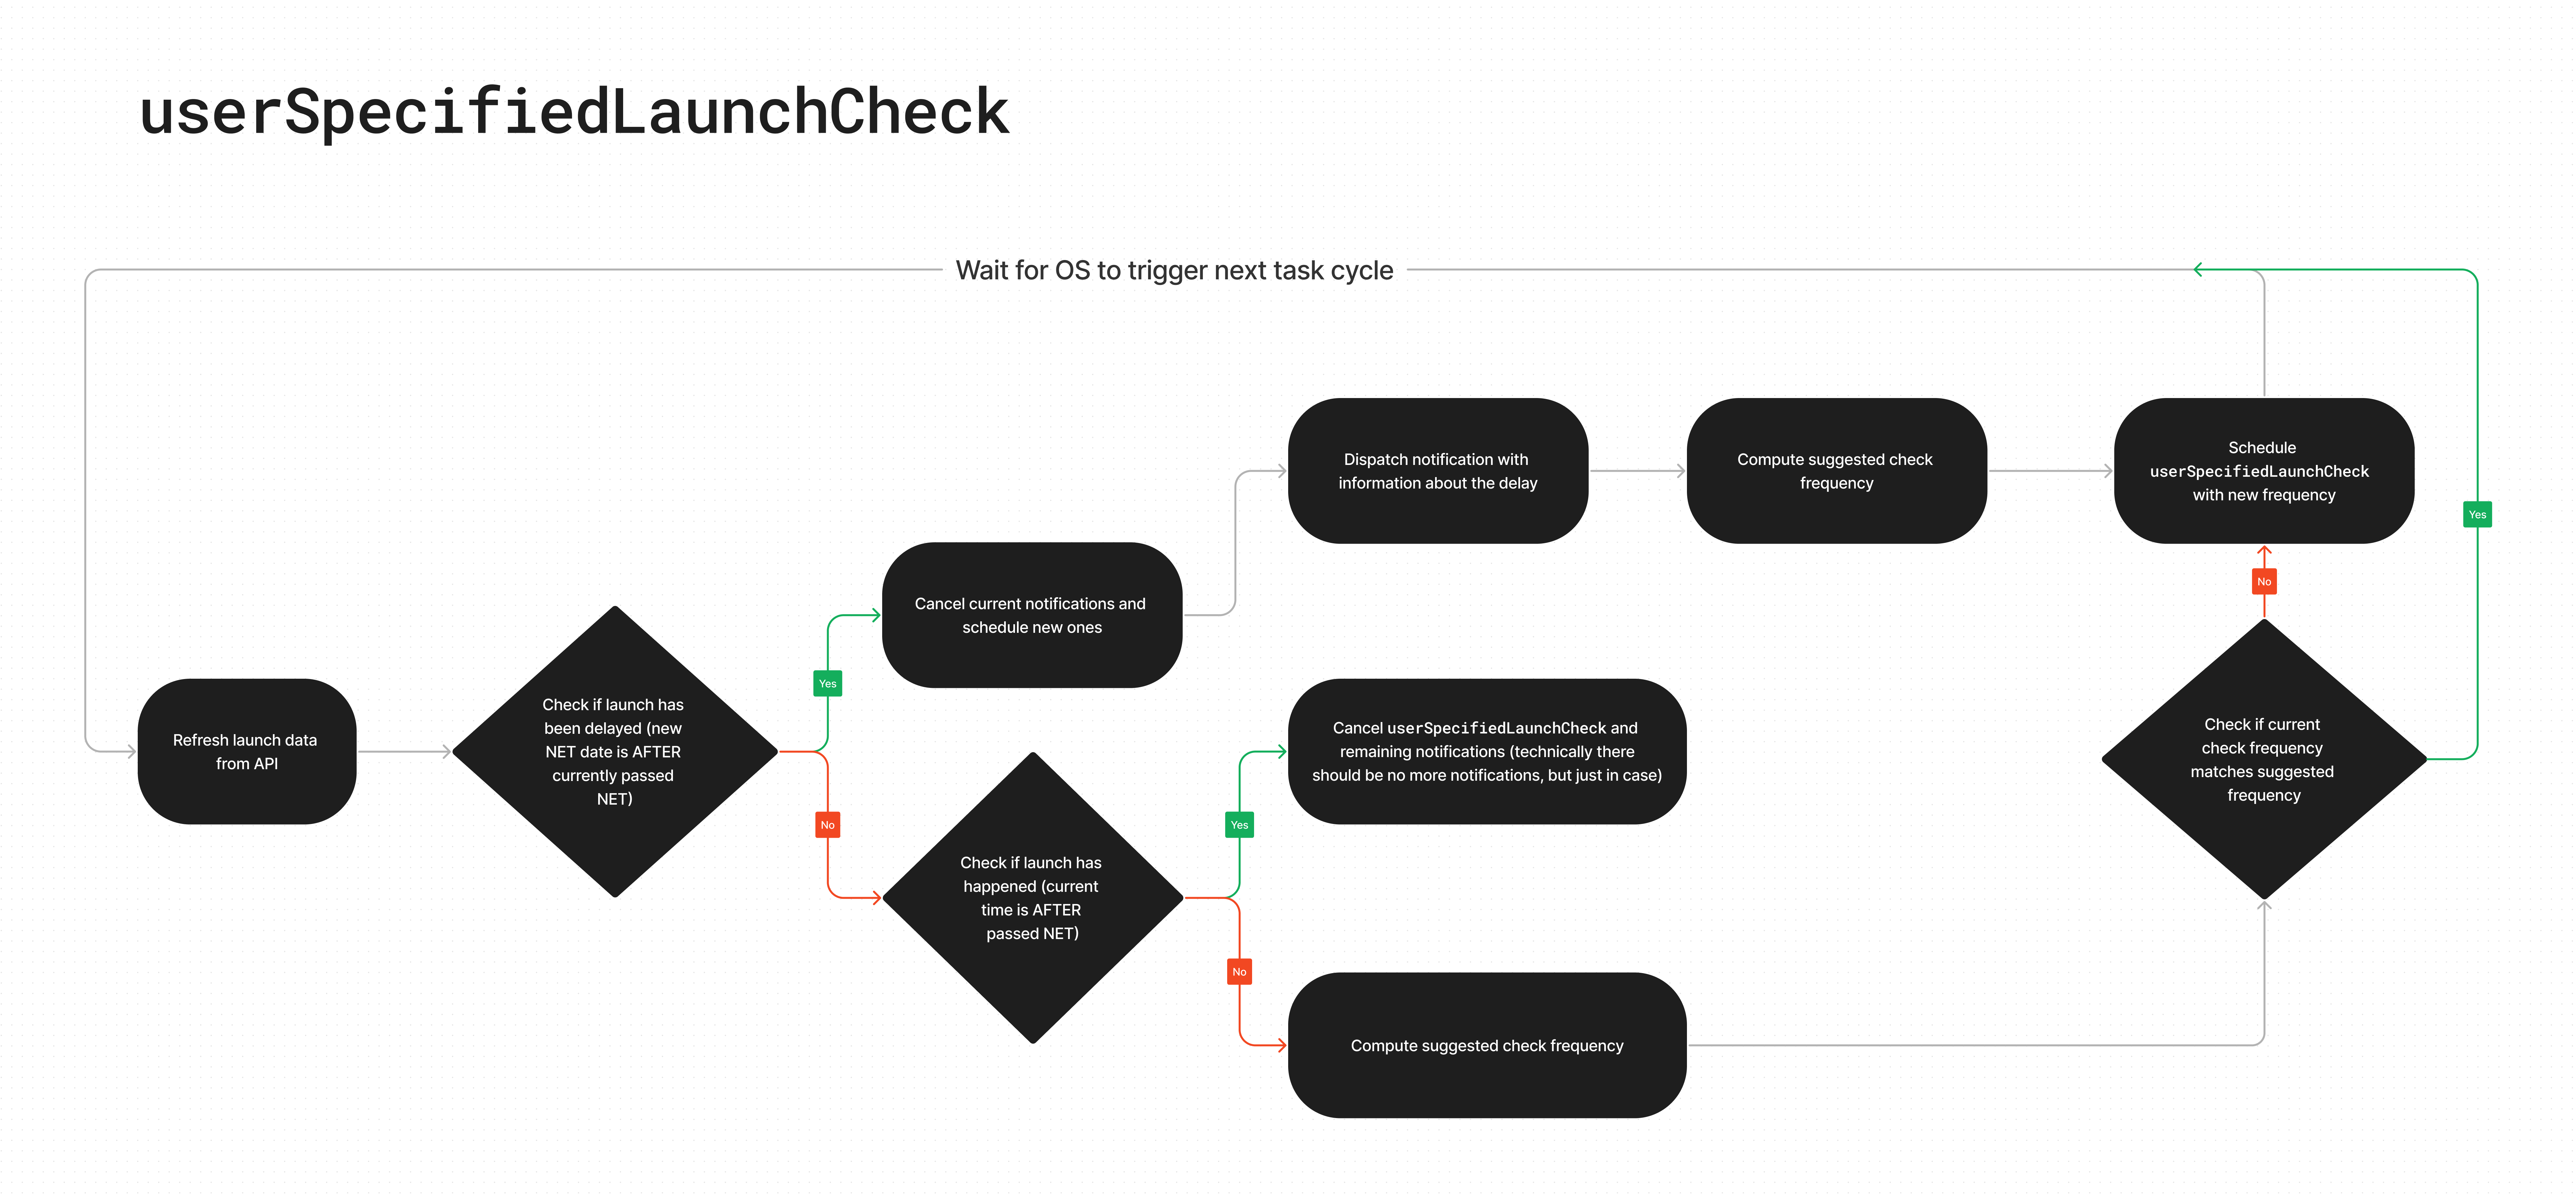 userSpecifiedLaunchCheck
Wait for OS to trigger next task cycle
Refresh launch data
from API
Check if launch has
been delayed (new
NET date is AFTER
currently passed
NET)
Yes
No
Cancel current notifications and
schedule new ones
Dispatch notification with
information about the delay
Compute suggested check
frequency
Schedule
userSpecifiedLaunchCheck
with new frequency
Check if launch has
happened (current
time is AFTER
passed NET)
Yes
No
Cancel userSpecifiedLaunchCheck and
remaining notifications (technically there
should be no more notifications, but just in case)
Compute suggested check frequency
Check if current
check frequency
matches suggested
frequency
No
Yes